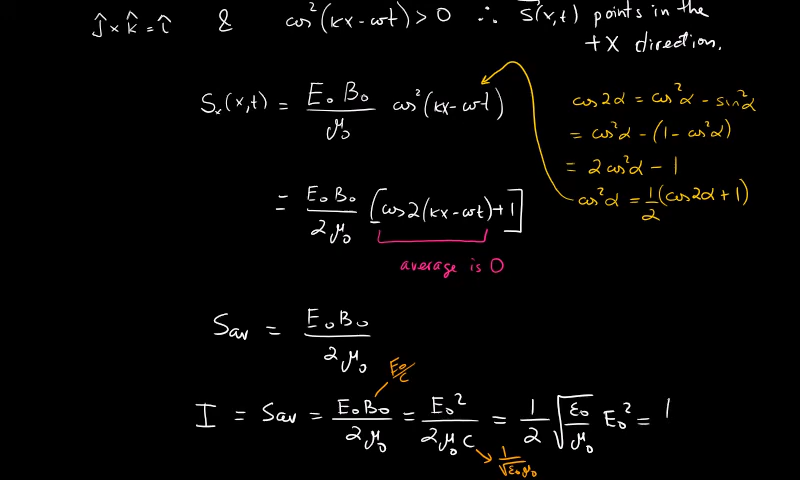 ĵ × k̂ = î & cos²(kx - ωt) > 0 ∴ S⃗(x,t) points in the
+X direction.
Sₓ(x,t) = E₀B₀/μ₀ cos²(kx - ωt)
= E₀B₀/2μ₀ [cos2(kx - ωt) + 1]
average is 0
cos2α = cos²α - sin²α
= cos²α - (1 - cos²α)
= 2cos²α - 1
cos²α = 1/2 (cos2α + 1)
Sav = E₀B₀/2μ₀
E₀/c
I = Sav = E₀B₀/2μ₀ = E₀²/2μ₀c = 1/2 √(ε₀/μ₀) E₀² = 1
1/√(ε₀μ₀)